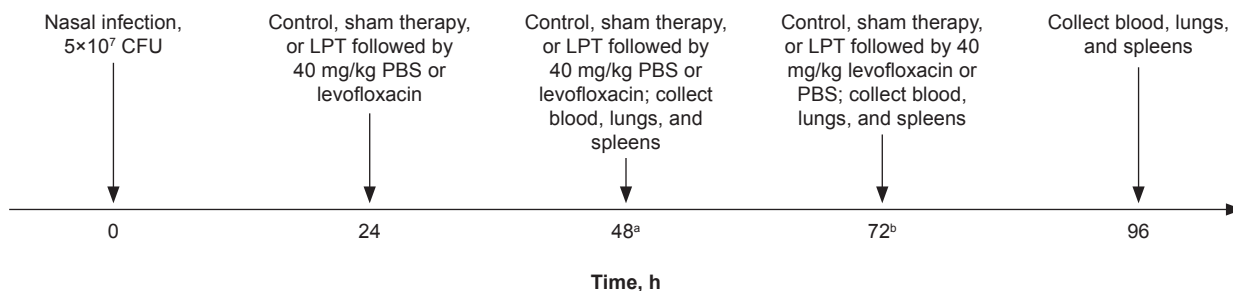 Nasal infection,
5×10⁷ CFU
Control, sham therapy,
or LPT followed by
40 mg/kg PBS or
levofloxacin
Control, sham therapy,
or LPT followed by
40 mg/kg PBS or
levofloxacin; collect
blood, lungs, and
spleens
Control, sham therapy,
or LPT followed by 40
mg/kg levofloxacin or
PBS; collect blood,
lungs, and spleens
Collect blood, lungs,
and spleens
0 24 48ᵃ 72ᵇ 96
Time, h